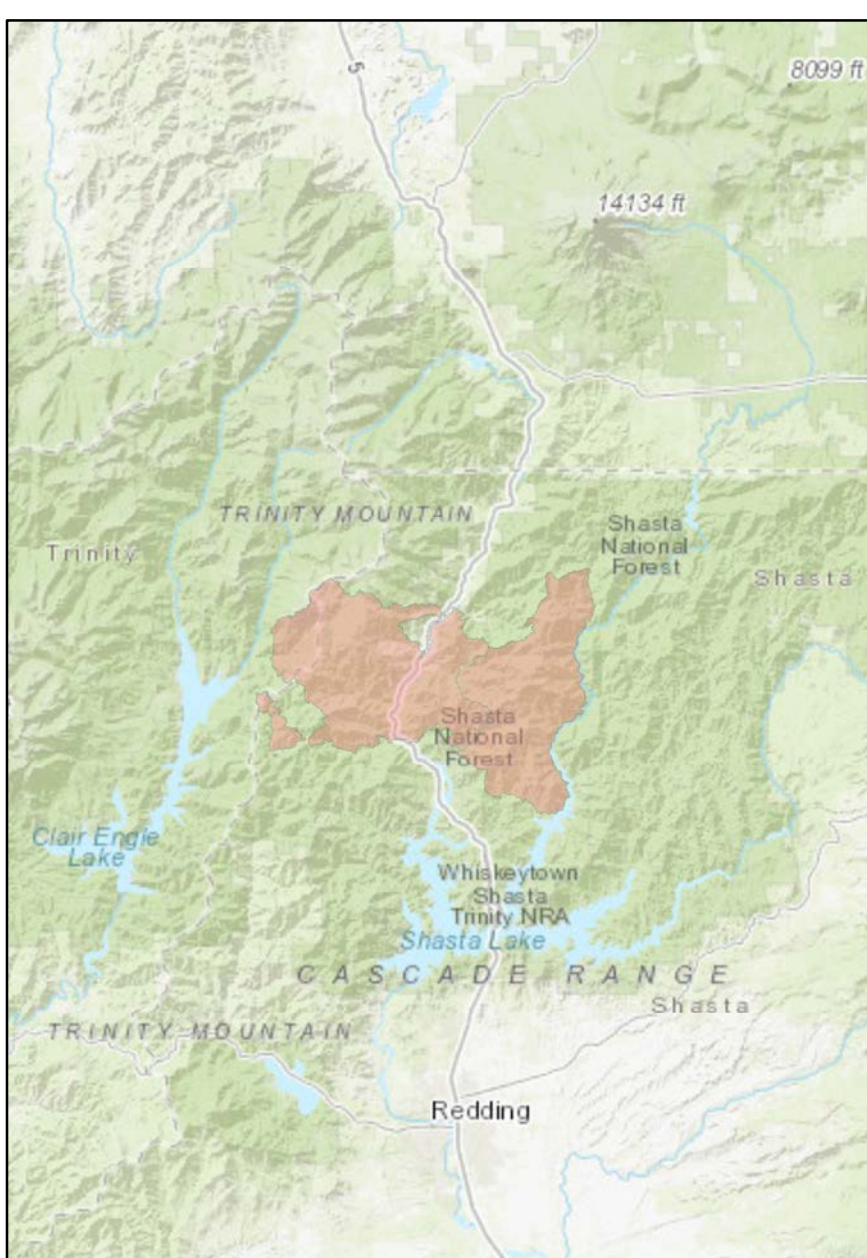 5
8099 ft
14134 ft
TRINITY MOUNTAIN
Trinity
Shasta
National
Forest
Shasta
Shasta
National
Forest
Clair Engle
Lake
Whiskeytown
Shasta
Trinity NRA
Shasta Lake
CASCADE RANGE
Shasta
TRINITY MOUNTAIN
Redding